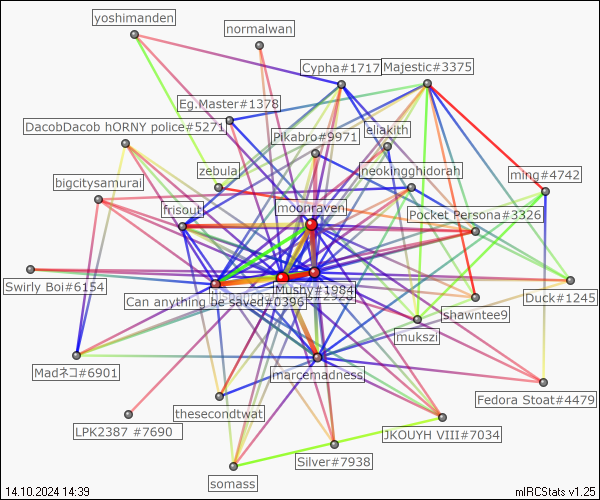 yoshimanden
normalwan
Cypha#1717
Majestic#3375
Eg.Master#1378
DacobDacob hORNY police#5271
Pikabro#9971
eliakith
zebula
neokingghidorah
ming#4742
bigcitysamurai
frisout
moonraven
Pocket Persona#3326
Swirly Boi#6154
Mushy#1984
Can anything be saved#0396
Duck#1245
shawntee9
mukszi
Madネコ#6901
marcemadness
Fedora Stoat#4479
thesecondtwat
LPK2387 #7690
JKOUYH VIII#7034
Silver#7938
somass
14.10.2024 14:39
mIRCStats v1.25